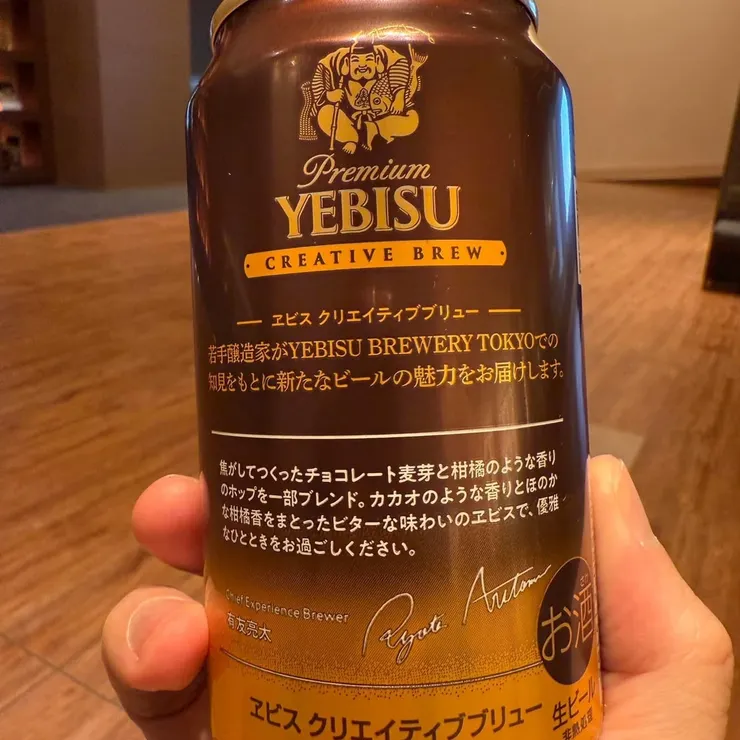 Premium
YEBISU
CREATIVE BREW
ヱビス クリエイティブブリュー
若手醸造家がYEBISU BREWERY TOKYOでの
知見をもとに新たなビールの魅力をお届けします。
焦がしてつくったチョコレート麦芽と柑橘のような香り
のホップを一部ブレンド。カカオのような香りとほのか
な柑橘香をまとったビターな味わいのヱビスで、優雅
なひとときをお過ごしください。
Chief Experience Brewer
有友亮太
Ryota Aritomo
お酒
ヱビス クリエイティブブリュー
生ビール
非熱処理